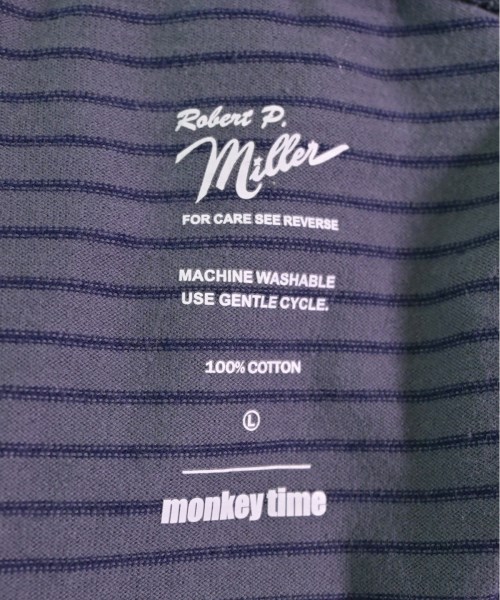 Robert P.
Miller
FOR CARE SEE REVERSE
MACHINE WASHABLE
USE GENTLE CYCLE.
100% COTTON
Ⓛ
monkey time